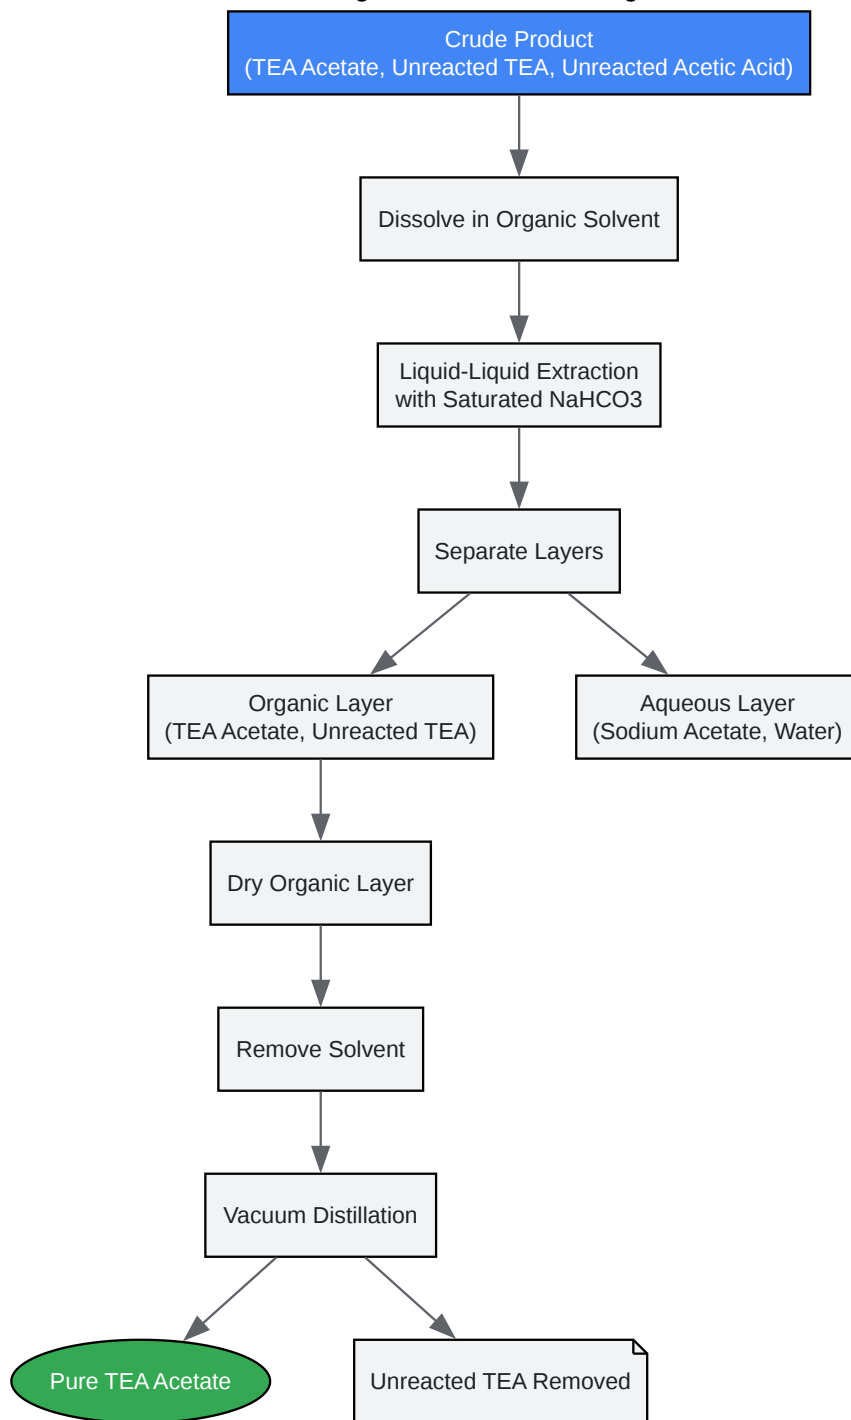 Crude Product
(TEA Acetate, Unreacted TEA, Unreacted Acetic Acid)
Dissolve in Organic Solvent
Liquid-Liquid Extraction
with Saturated NaHCO3
Separate Layers
Organic Layer
(TEA Acetate, Unreacted TEA)
Aqueous Layer
(Sodium Acetate, Water)
Dry Organic Layer
Remove Solvent
Vacuum Distillation
Pure TEA Acetate
Unreacted TEA Removed